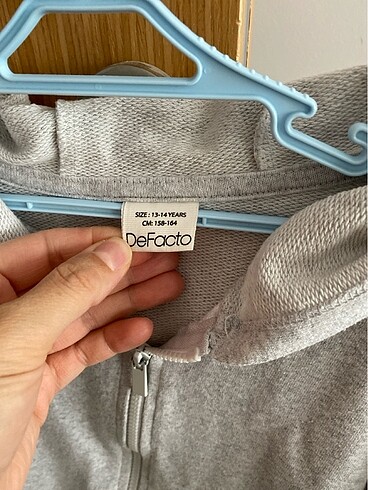 SIZE : 13-14 YEARS
CM: 158-164
DeFacto